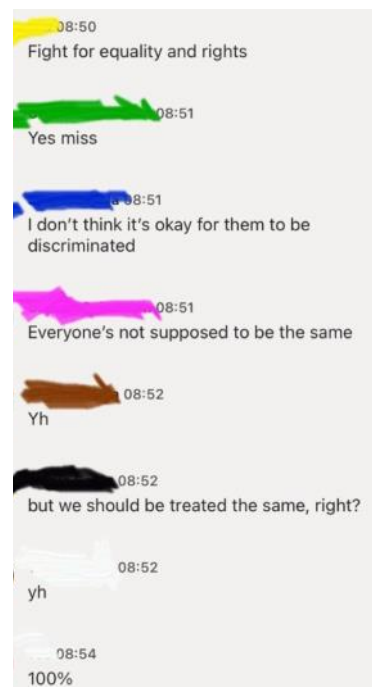 08:50
Fight for equality and rights
08:51
Yes miss
08:51
I don't think it's okay for them to be
discriminated
08:51
Everyone's not supposed to be the same
08:52
Yh
08:52
but we should be treated the same, right?
08:52
yh
08:54
100%